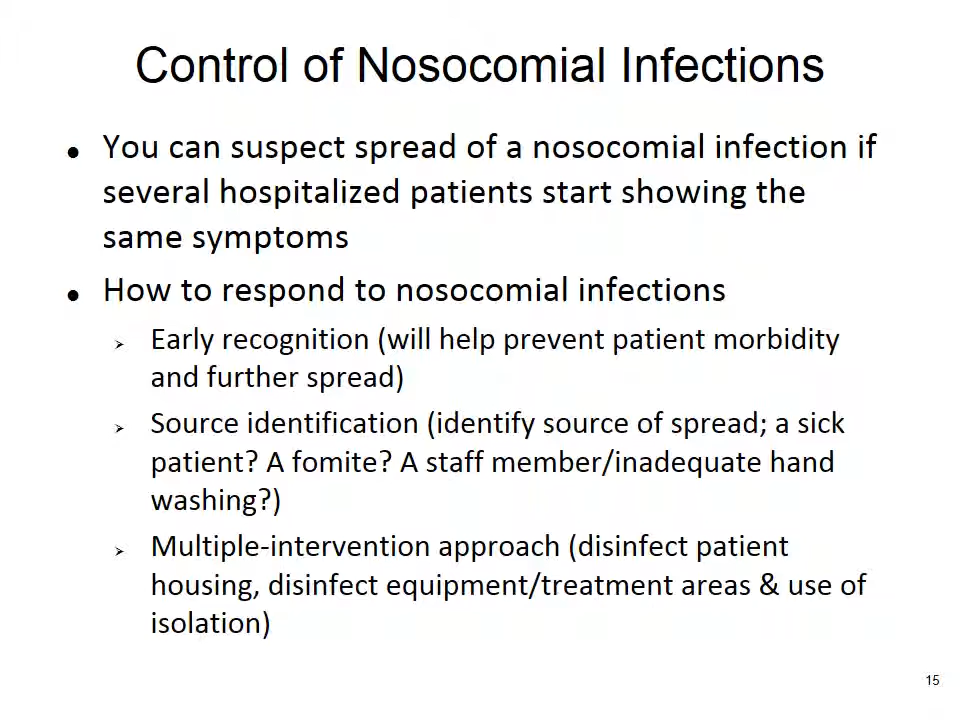 Control of Nosocomial Infections
● You can suspect spread of a nosocomial infection if
several hospitalized patients start showing the
same symptoms
● How to respond to nosocomial infections
➢ Early recognition (will help prevent patient morbidity
and further spread)
➢ Source identification (identify source of spread; a sick
patient? A fomite? A staff member/inadequate hand
washing?)
➢ Multiple-intervention approach (disinfect patient
housing, disinfect equipment/treatment areas & use of
isolation)
15